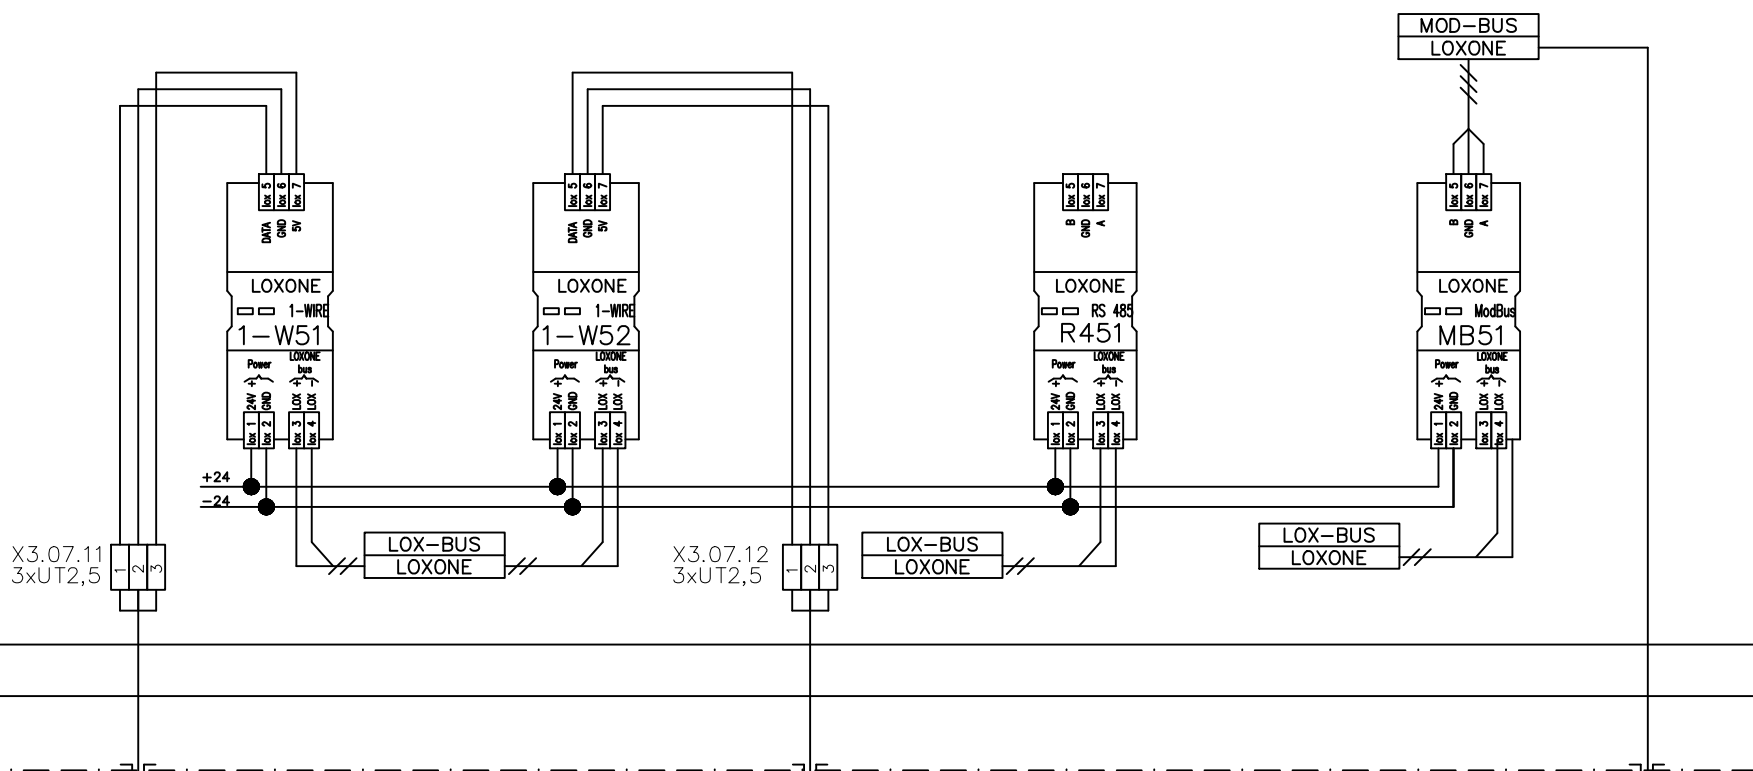 MOD-BUS
LOXONE
lox 5
lox 6
lox 7
DATA
GND
5V
LOXONE
1-WIRE
1-W51
Power
LOXONE
bus
+
+
-
24V
GND
LOX
LOX
lox 1
lox 2
lox 3
lox 4
lox 5
lox 6
lox 7
DATA
GND
5V
LOXONE
1-WIRE
1-W52
Power
LOXONE
bus
+
+
-
24V
GND
LOX
LOX
lox 1
lox 2
lox 3
lox 4
lox 5
lox 6
lox 7
B
GND
A
LOXONE
RS 485
R451
Power
LOXONE
bus
+
+
-
24V
GND
LOX
LOX
lox 1
lox 2
lox 3
lox 4
lox 5
lox 6
lox 7
B
GND
A
LOXONE
ModBus
MB51
Power
LOXONE
bus
+
+
-
24V
GND
LOX
LOX
lox 1
lox 2
lox 3
lox 4
+24
-24
LOX-BUS
LOXONE
LOX-BUS
LOXONE
LOX-BUS
LOXONE
X3.07.11
3xUT2,5
1
2
3
X3.07.12
3xUT2,5
1
2
3